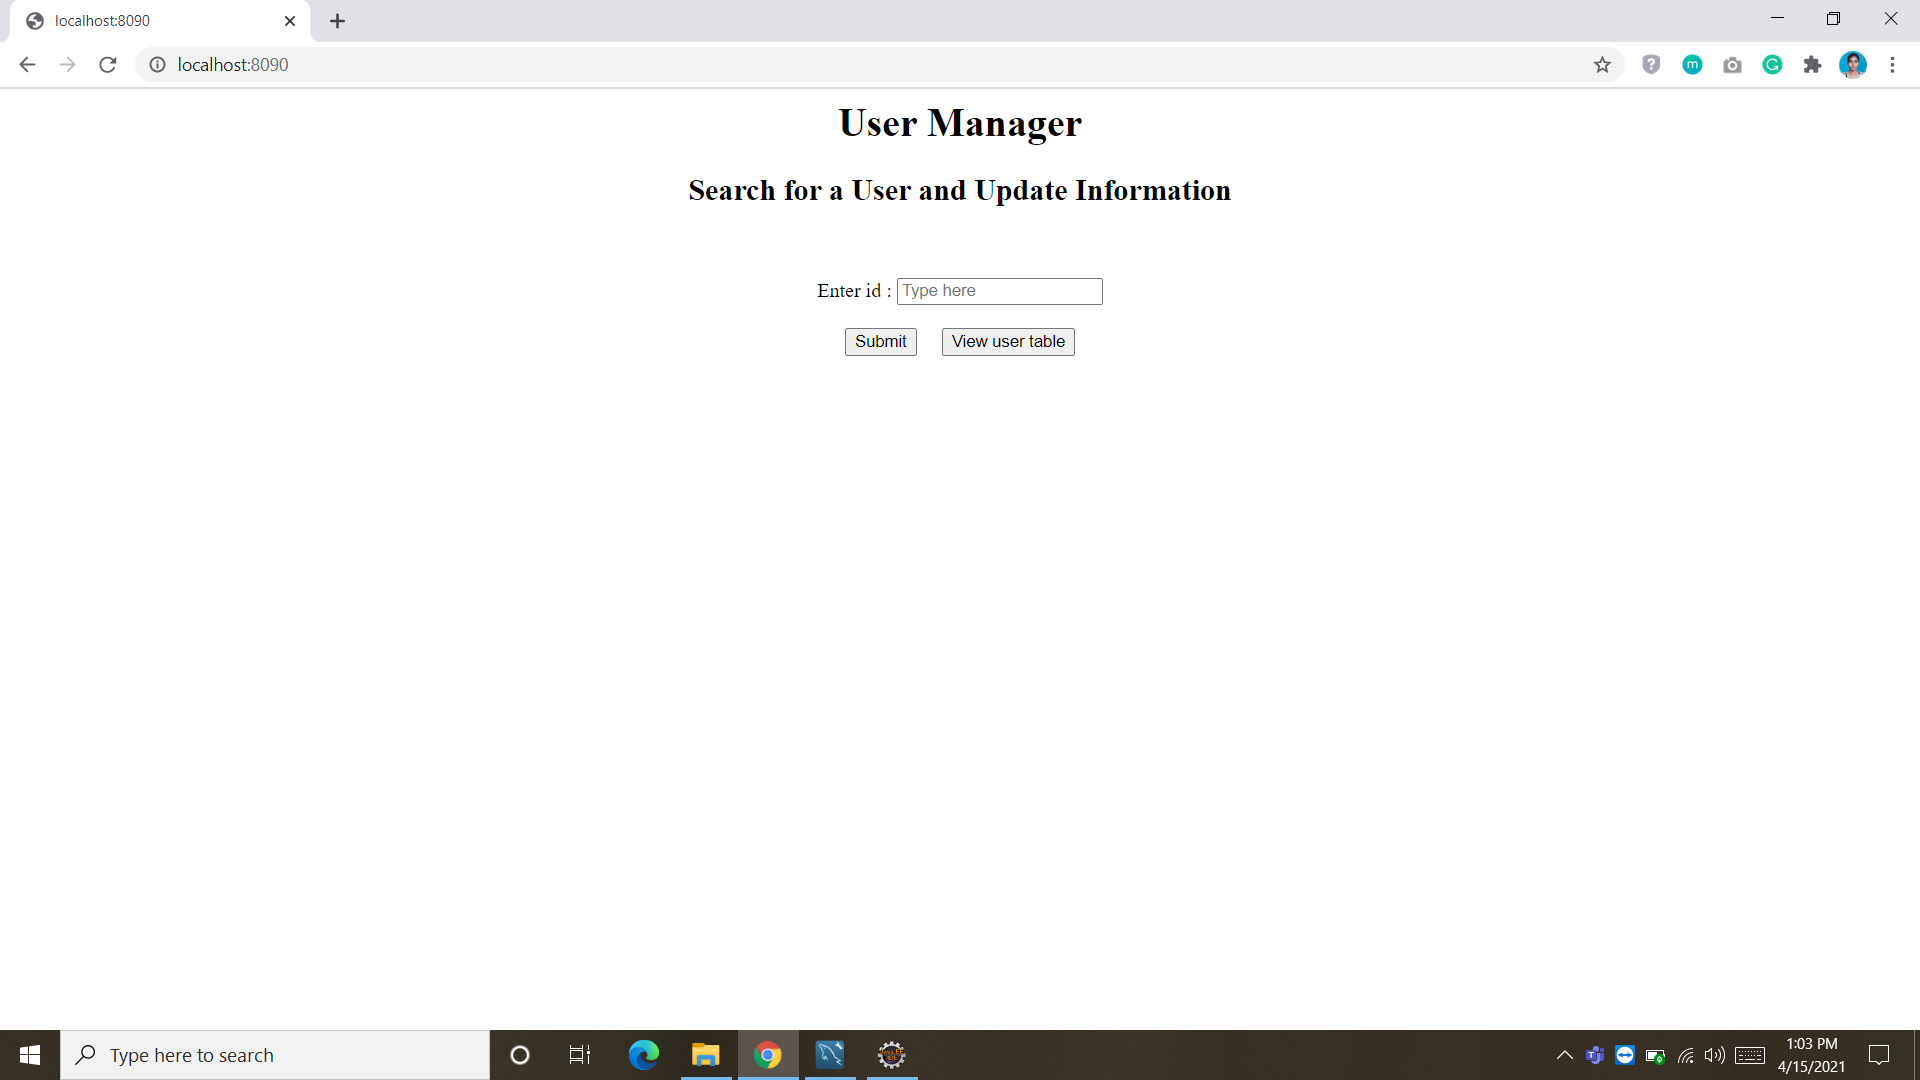 localhost:8090
localhost:8090
User Manager
Search for a User and Update Information
Enter id : Type here
Submit View user table
Type here to search
1:03 PM
4/15/2021